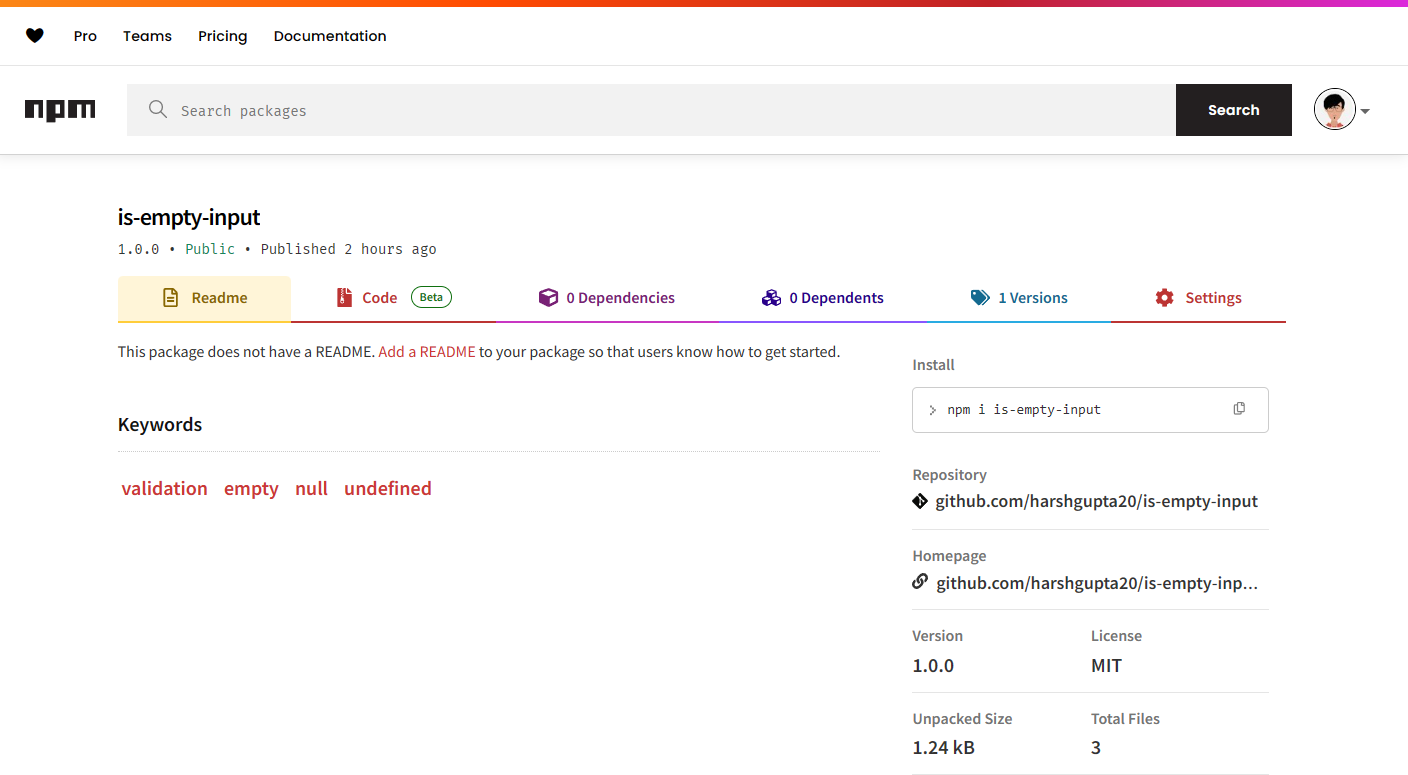 Pro Teams Pricing Documentation
npm Search packages Search
is-empty-input
1.0.0 • Public • Published 2 hours ago
Readme Code Beta 0 Dependencies 0 Dependents 1 Versions Settings
This package does not have a README. Add a README to your package so that users know how to get started.
Keywords
validation empty null undefined
Install
> npm i is-empty-input
Repository
github.com/harshgupta20/is-empty-input
Homepage
github.com/harshgupta20/is-empty-inp...
Version License
1.0.0 MIT
Unpacked Size Total Files
1.24 kB 3